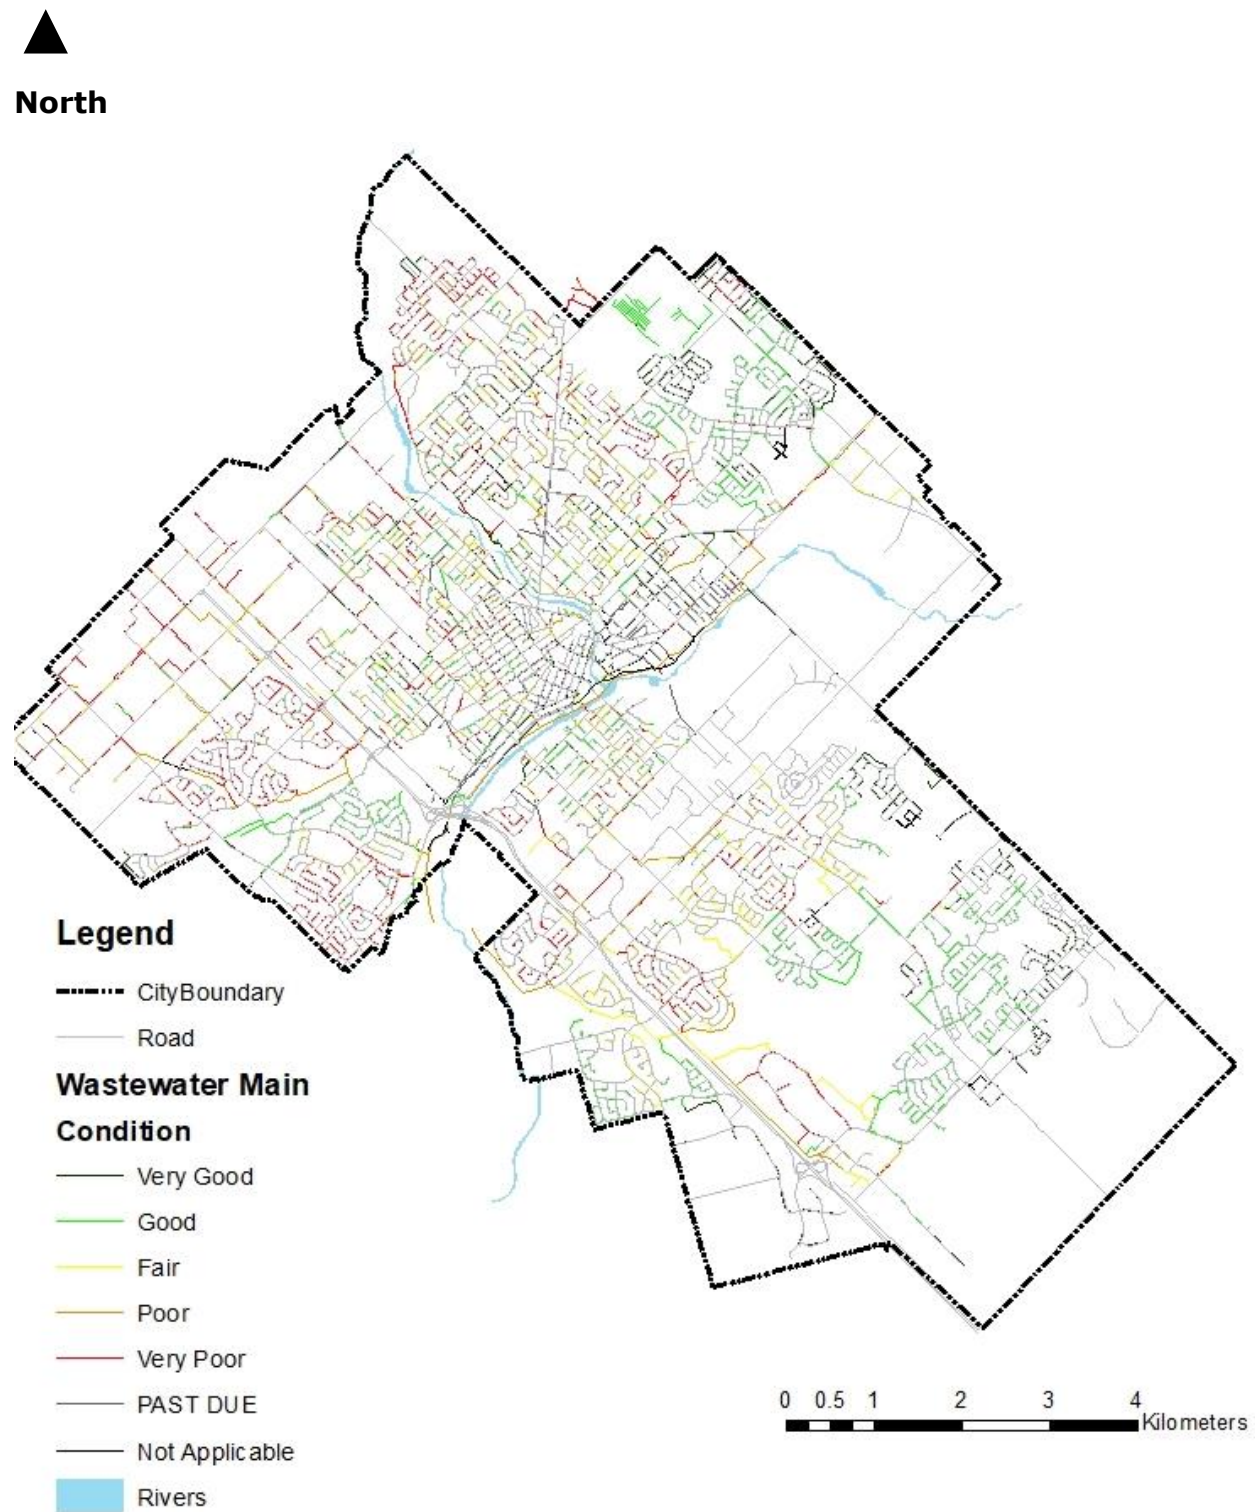 North
Legend
CityBoundary
Road
Wastewater Main
Condition
Very Good
Good
Fair
Poor
Very Poor
PAST DUE
Not Applicable
Rivers
0 0.5 1 2 3 4
Kilometers